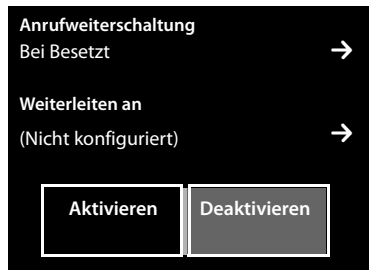 Anrufweiterschaltung
Bei Besetzt
Weiterleiten an
(Nicht konfiguriert)
Aktivieren Deaktivieren